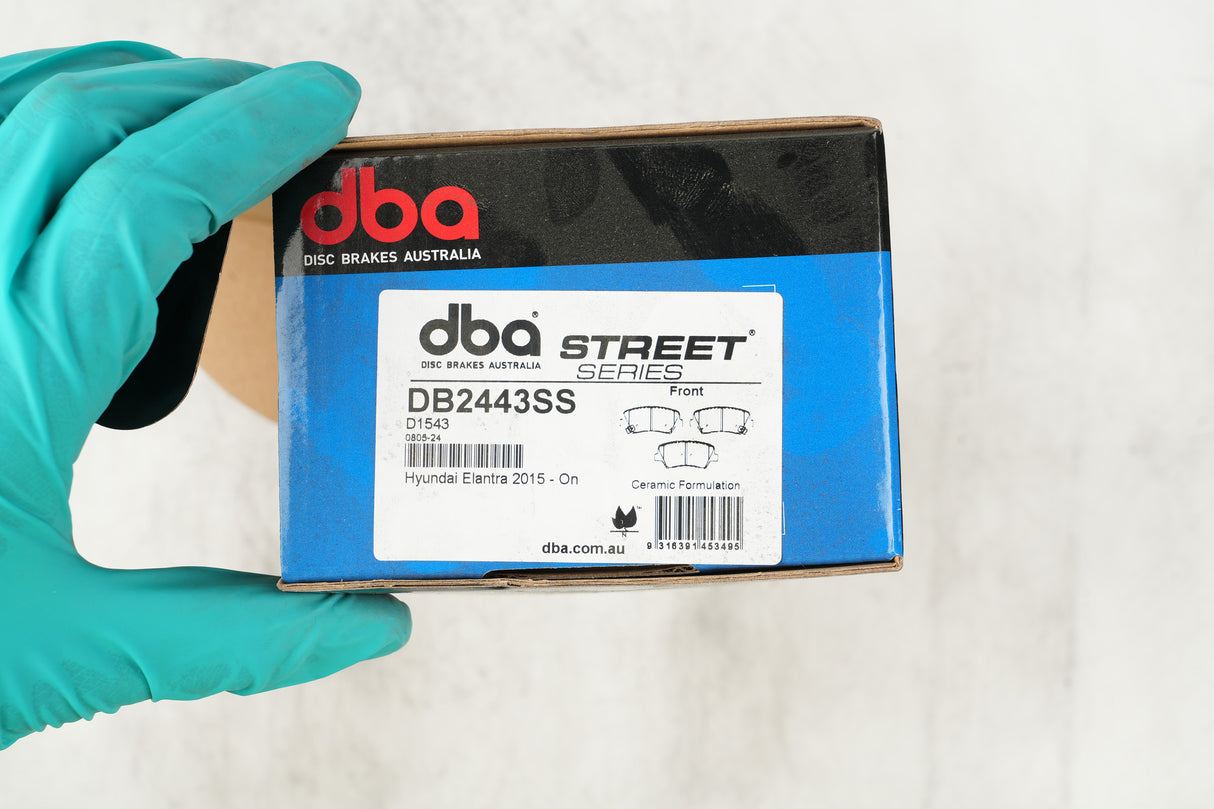 dba
DISC BRAKES AUSTRALIA
dba®
DISC BRAKES AUSTRALIA
STREET®
SERIES
DB2443SS
Front
D1543
0805-24
Hyundai Elantra 2015 - On
Ceramic Formulation
N
dba.com.au
9 316391 453495